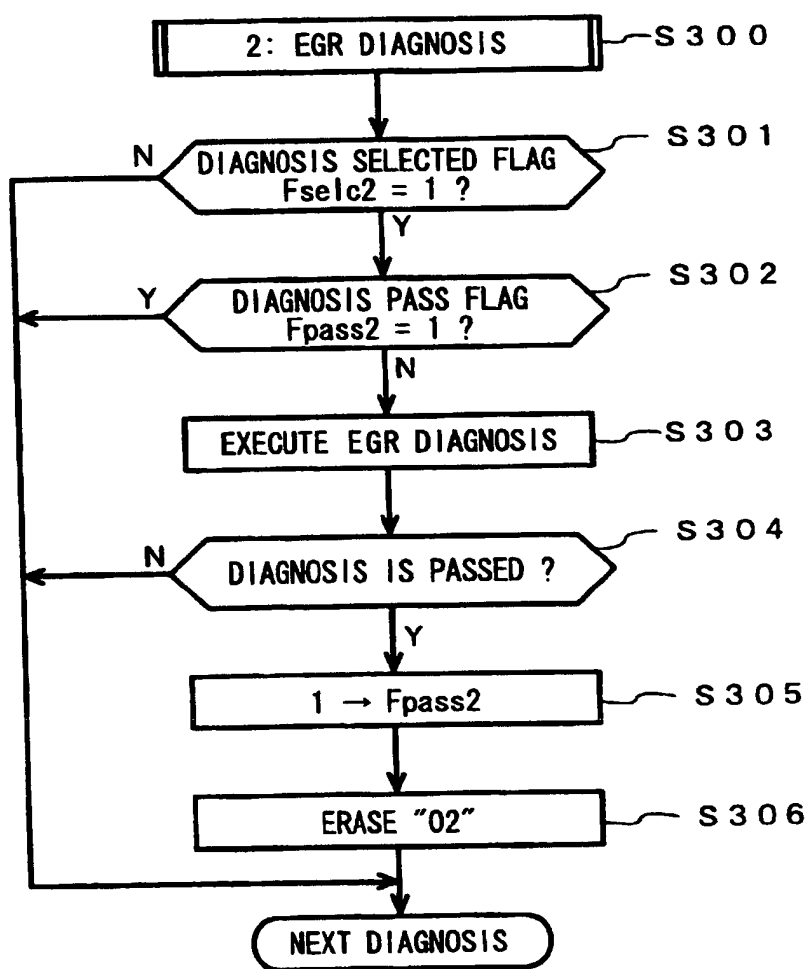 2: EGR DIAGNOSIS
S300
S301
N
DIAGNOSIS SELECTED FLAG
Fselc2 = 1 ?
Y
S302
Y
DIAGNOSIS PASS FLAG
Fpass2 = 1 ?
N
EXECUTE EGR DIAGNOSIS
S303
S304
N
DIAGNOSIS IS PASSED ?
Y
1 → Fpass2
S305
ERASE "02"
S306
NEXT DIAGNOSIS